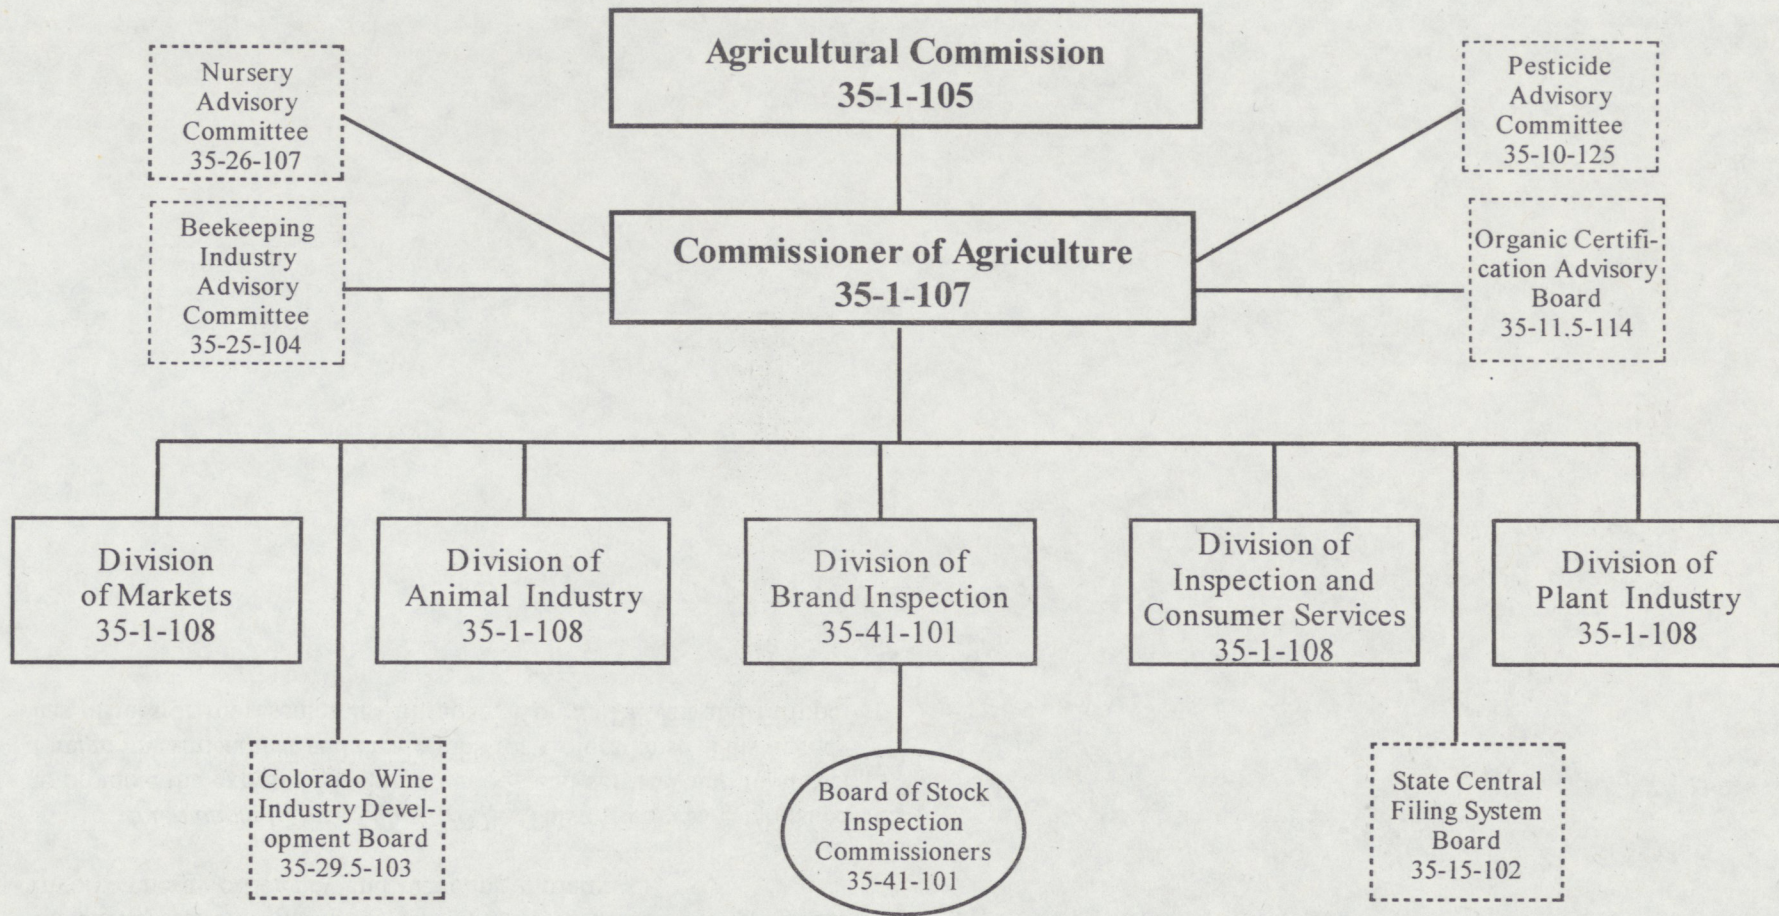 Agricultural Commission
35-1-105
Nursery
Advisory
Committee
35-26-107
Pesticide
Advisory
Committee
35-10-125
Beekeeping
Industry
Advisory
Committee
35-25-104
Commissioner of Agriculture
35-1-107
Organic Certifi-
cation Advisory
Board
35-11.5-114
Division
of Markets
35-1-108
Division of
Animal Industry
35-1-108
Division of
Brand Inspection
35-41-101
Division of
Inspection and
Consumer Services
35-1-108
Division of
Plant Industry
35-1-108
Colorado Wine
Industry Devel-
opment Board
35-29.5-103
Board of Stock
Inspection
Commissioners
35-41-101
State Central
Filing System
Board
35-15-102